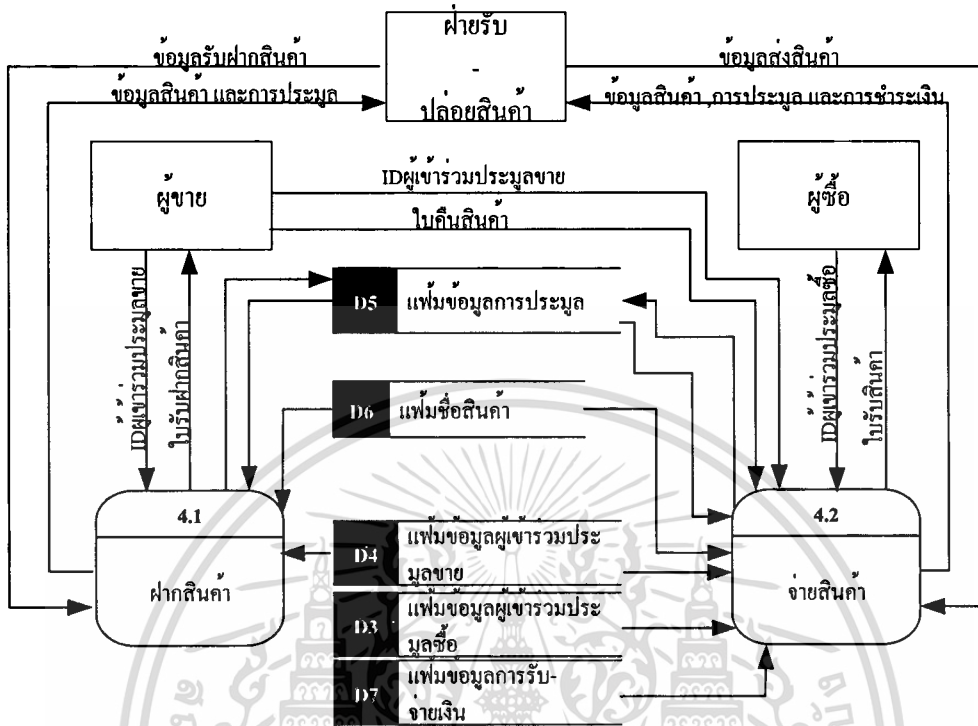 ฝ่ายรับ
-
ปล่อยสินค้า
ข้อมูลรับฝากสินค้า
ข้อมูลส่งสินค้า
ข้อมูลสินค้า และการประมูล
ข้อมูลสินค้า ,การประมูล และการชำระเงิน
ผู้ขาย
IDผู้เข้าร่วมประมูลขาย
ใบคืนสินค้า
ผู้ซื้อ
IDผู้เข้าร่วมประมูลขาย
ใบรับฝากสินค้า
D5 แฟ้มข้อมูลการประมูล
IDผู้เข้าร่วมประมูลซื้อ
ใบรับสินค้า
D6 แฟ้มชื่อสินค้า
4.1
ฝากสินค้า
D4 แฟ้มข้อมูลผู้เข้าร่วมประ
มูลขาย
D3 แฟ้มข้อมูลผู้เข้าร่วมประ
มูลซื้อ
D7 แฟ้มข้อมูลการรับ-
จ่ายเงิน
4.2
จ่ายสินค้า